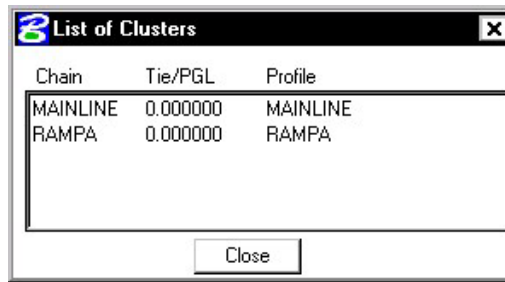 List of Clusters
Chain Tie/PGL Profile
MAINLINE 0.000000 MAINLINE
RAMPA 0.000000 RAMPA
Close